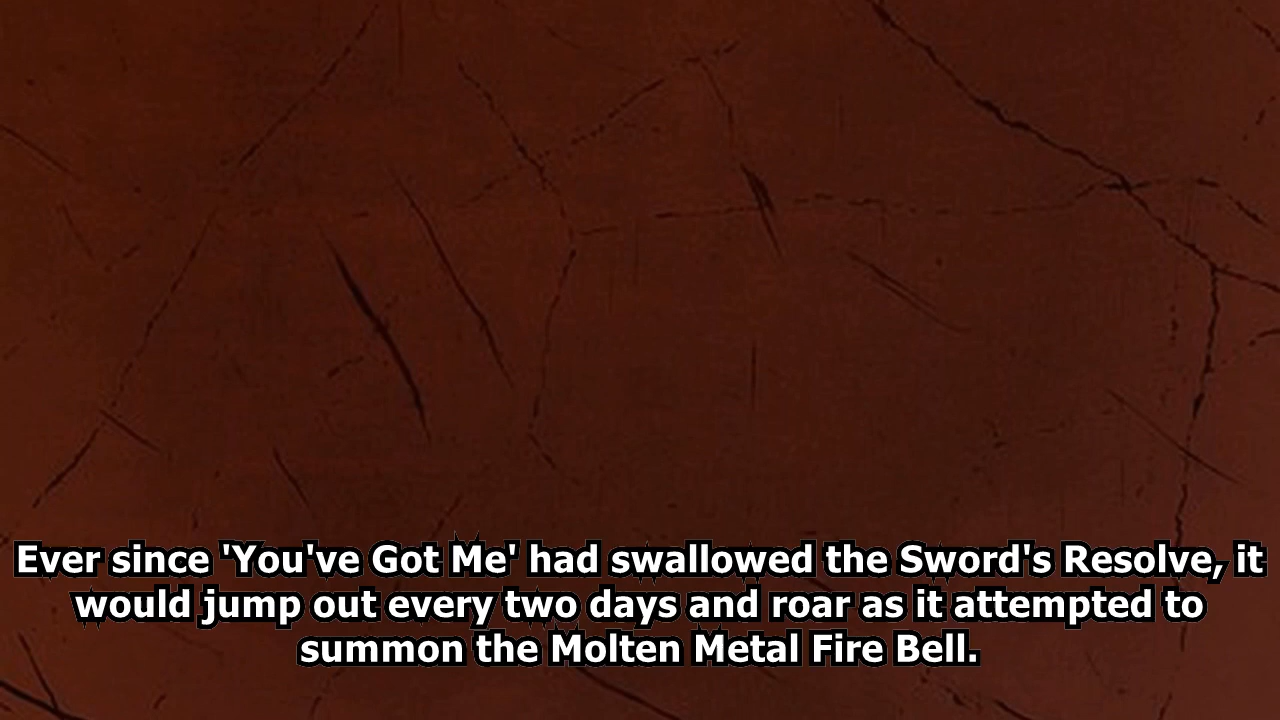 Ever since 'You've Got Me' had swallowed the Sword's Resolve, it
would jump out every two days and roar as it attempted to
summon the Molten Metal Fire Bell.